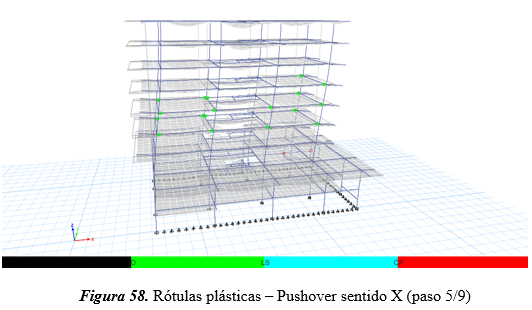 Z
X
IO LS CP
Figura 58. Rótulas plásticas – Pushover sentido X (paso 5/9)